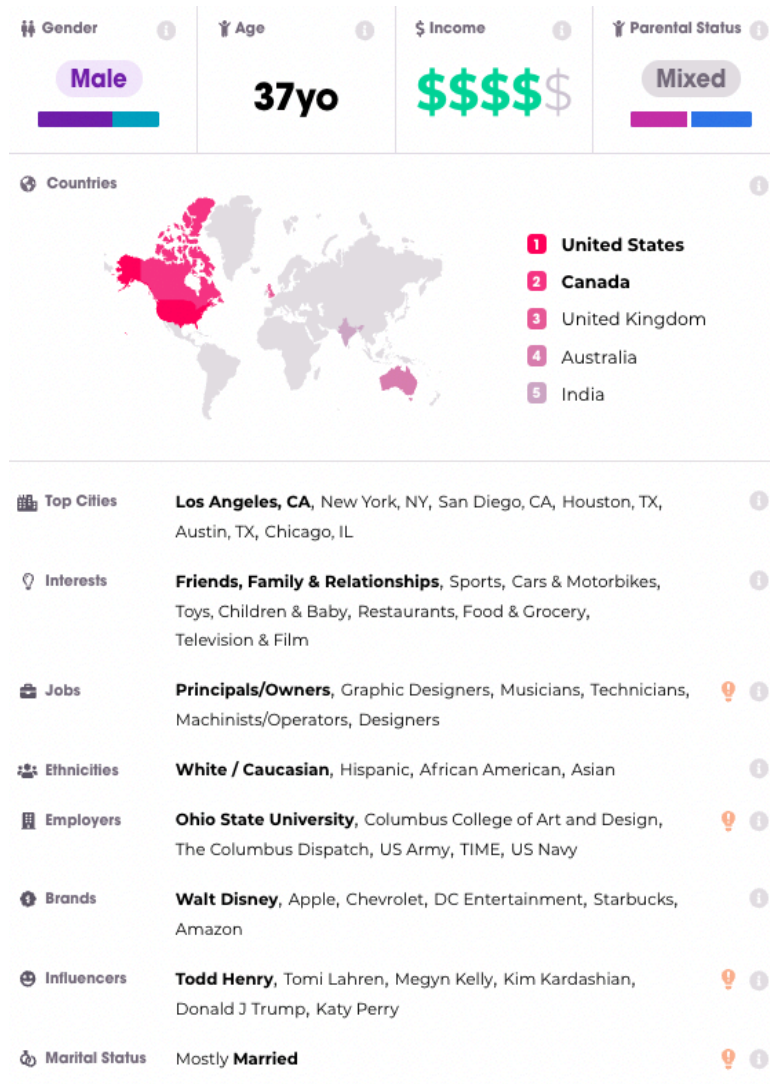 Gender
Male
Age
37yo
$ Income
$$$$$
Parental Status
Mixed
Countries
1 United States
2 Canada
3 United Kingdom
4 Australia
5 India
Top Cities
Los Angeles, CA, New York, NY, San Diego, CA, Houston, TX,
Austin, TX, Chicago, IL
Interests
Friends, Family & Relationships, Sports, Cars & Motorbikes,
Toys, Children & Baby, Restaurants, Food & Grocery,
Television & Film
Jobs
Principals/Owners, Graphic Designers, Musicians, Technicians,
Machinists/Operators, Designers
Ethnicities
White / Caucasian, Hispanic, African American, Asian
Employers
Ohio State University, Columbus College of Art and Design,
The Columbus Dispatch, US Army, TIME, US Navy
Brands
Walt Disney, Apple, Chevrolet, DC Entertainment, Starbucks,
Amazon
Influencers
Todd Henry, Tomi Lahren, Megyn Kelly, Kim Kardashian,
Donald J Trump, Katy Perry
Marital Status
Mostly Married